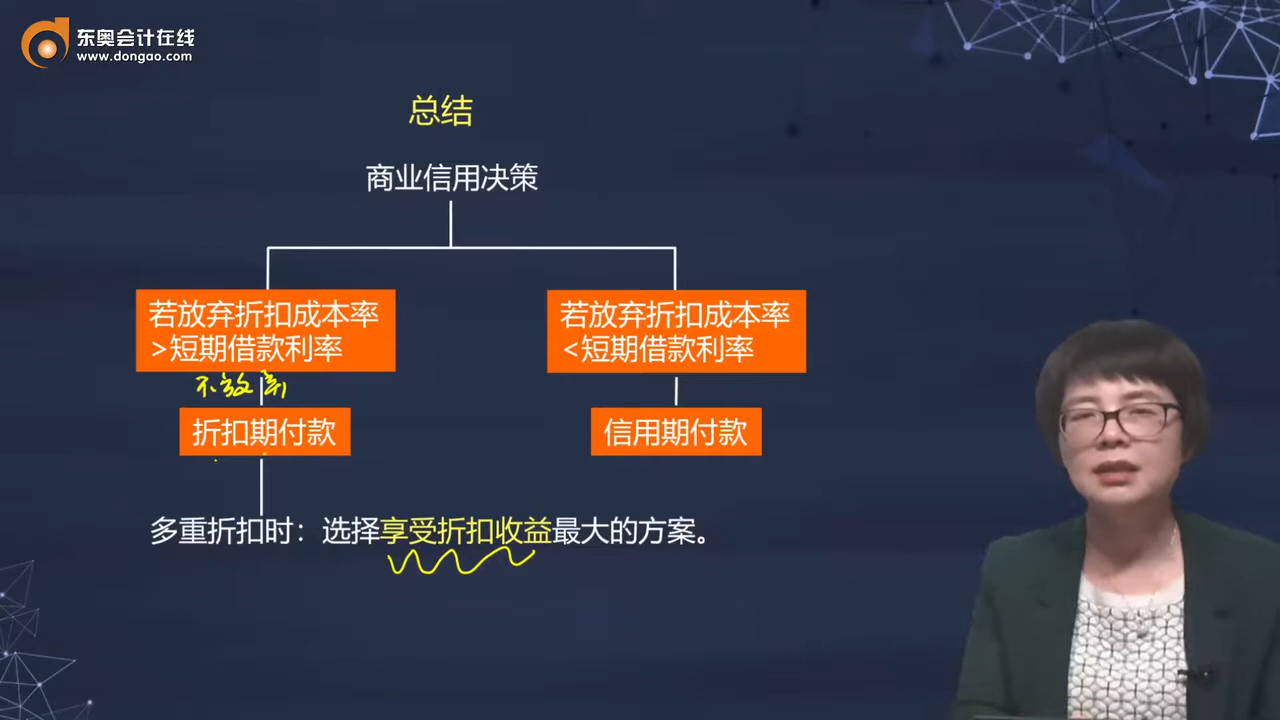 东奥会计在线
www.dongao.com
总结
商业信用决策
若放弃折扣成本率
>短期借款利率
若放弃折扣成本率
<短期借款利率
不放弃
折扣期付款
信用期付款
多重折扣时：选择享受折扣收益最大的方案。